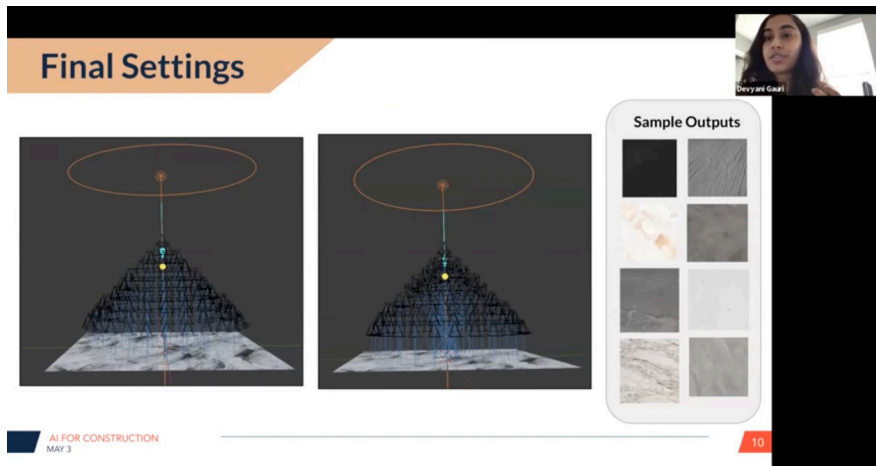 Final Settings
Devyani Gauri
Sample Outputs
AI FOR CONSTRUCTION
MAY 3
10